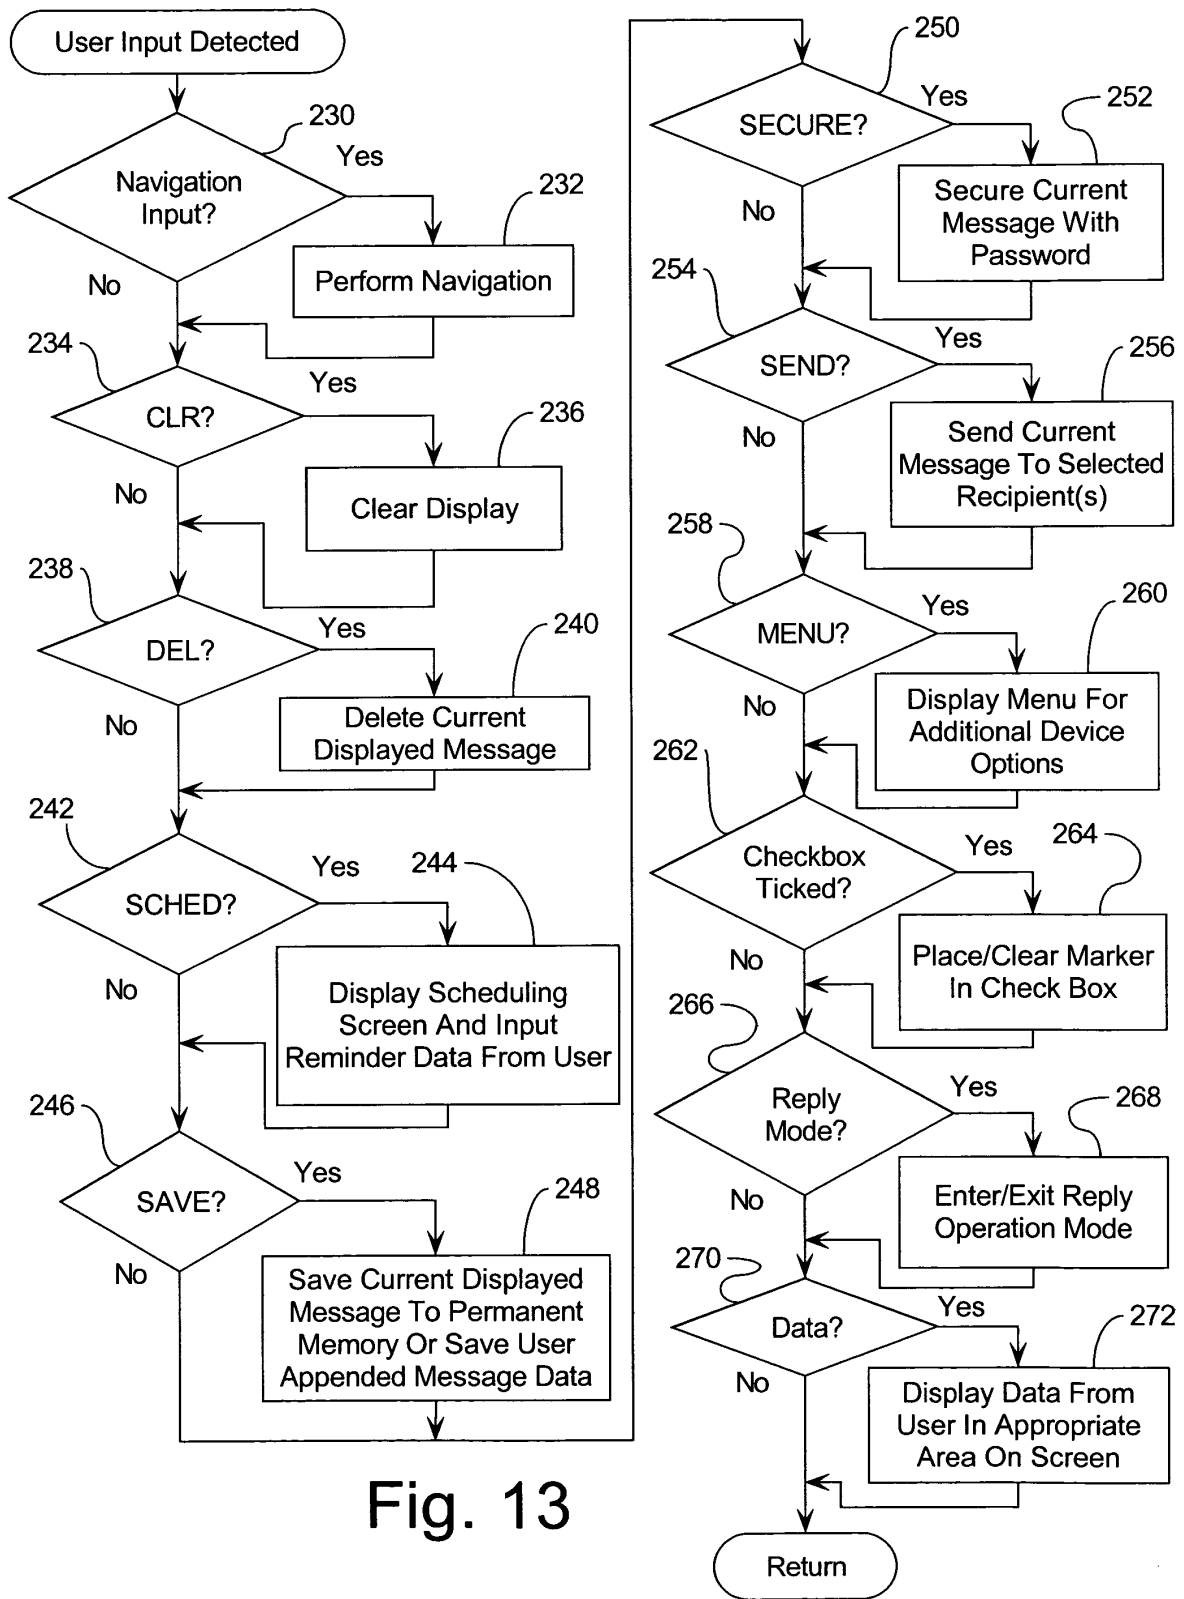 User Input Detected
230
Yes
Navigation
Input?
232
No
Perform Navigation
234
Yes
CLR?
236
No
Clear Display
238
Yes
DEL?
240
No
Delete Current
Displayed Message
242
Yes
244
SCHED?
No
Display Scheduling
Screen And Input
Reminder Data From User
246
Yes
248
SAVE?
No
Save Current Displayed
Message To Permanent
Memory Or Save User
Appended Message Data
250
Yes
252
SECURE?
No
Secure Current
Message With
Password
254
Yes
256
SEND?
No
Send Current
Message To Selected
Recipient(s)
258
Yes
260
MENU?
No
Display Menu For
Additional Device
Options
262
Yes
264
Checkbox
Ticked?
No
Place/Clear Marker
In Check Box
266
Yes
268
Reply
Mode?
No
Enter/Exit Reply
Operation Mode
270
Yes
272
Data?
No
Display Data From
User In Appropriate
Area On Screen
Return
Fig. 13